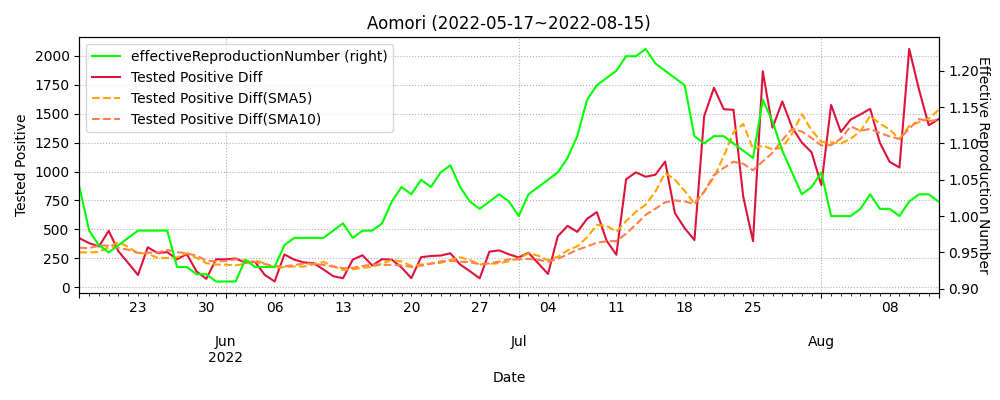 Aomori (2022-05-17~2022-08-15)
effectiveReproductionNumber (right)
Tested Positive Diff
Tested Positive Diff(SMA5)
Tested Positive Diff(SMA10)
Tested Positive
2000
1750
1500
1250
1000
750
500
250
0
1.20
1.15
1.10
1.05
1.00
0.95
0.90
Effective Reproduction Number
23 30 06 13 20 27 04 11 18 25 08
Jun Jul Aug
2022
Date